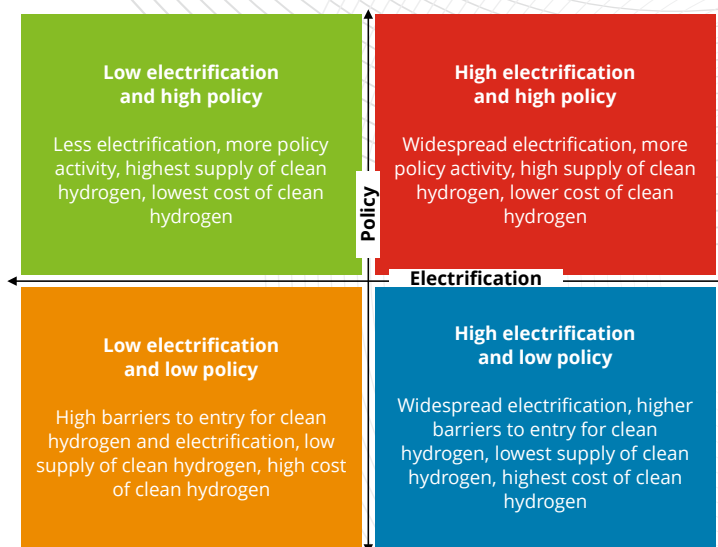 Low electrification
and high policy
Less electrification, more policy
activity, highest supply of clean
hydrogen, lowest cost of clean
hydrogen
High electrification
and high policy
Widespread electrification, more
policy activity, high supply of clean
hydrogen, lower cost of clean
hydrogen
Policy
Electrification
Low electrification
and low policy
High barriers to entry for clean
hydrogen and electrification, low
supply of clean hydrogen, high cost
of clean hydrogen
High electrification
and low policy
Widespread electrification, higher
barriers to entry for clean
hydrogen, lowest supply of clean
hydrogen, highest cost of clean
hydrogen